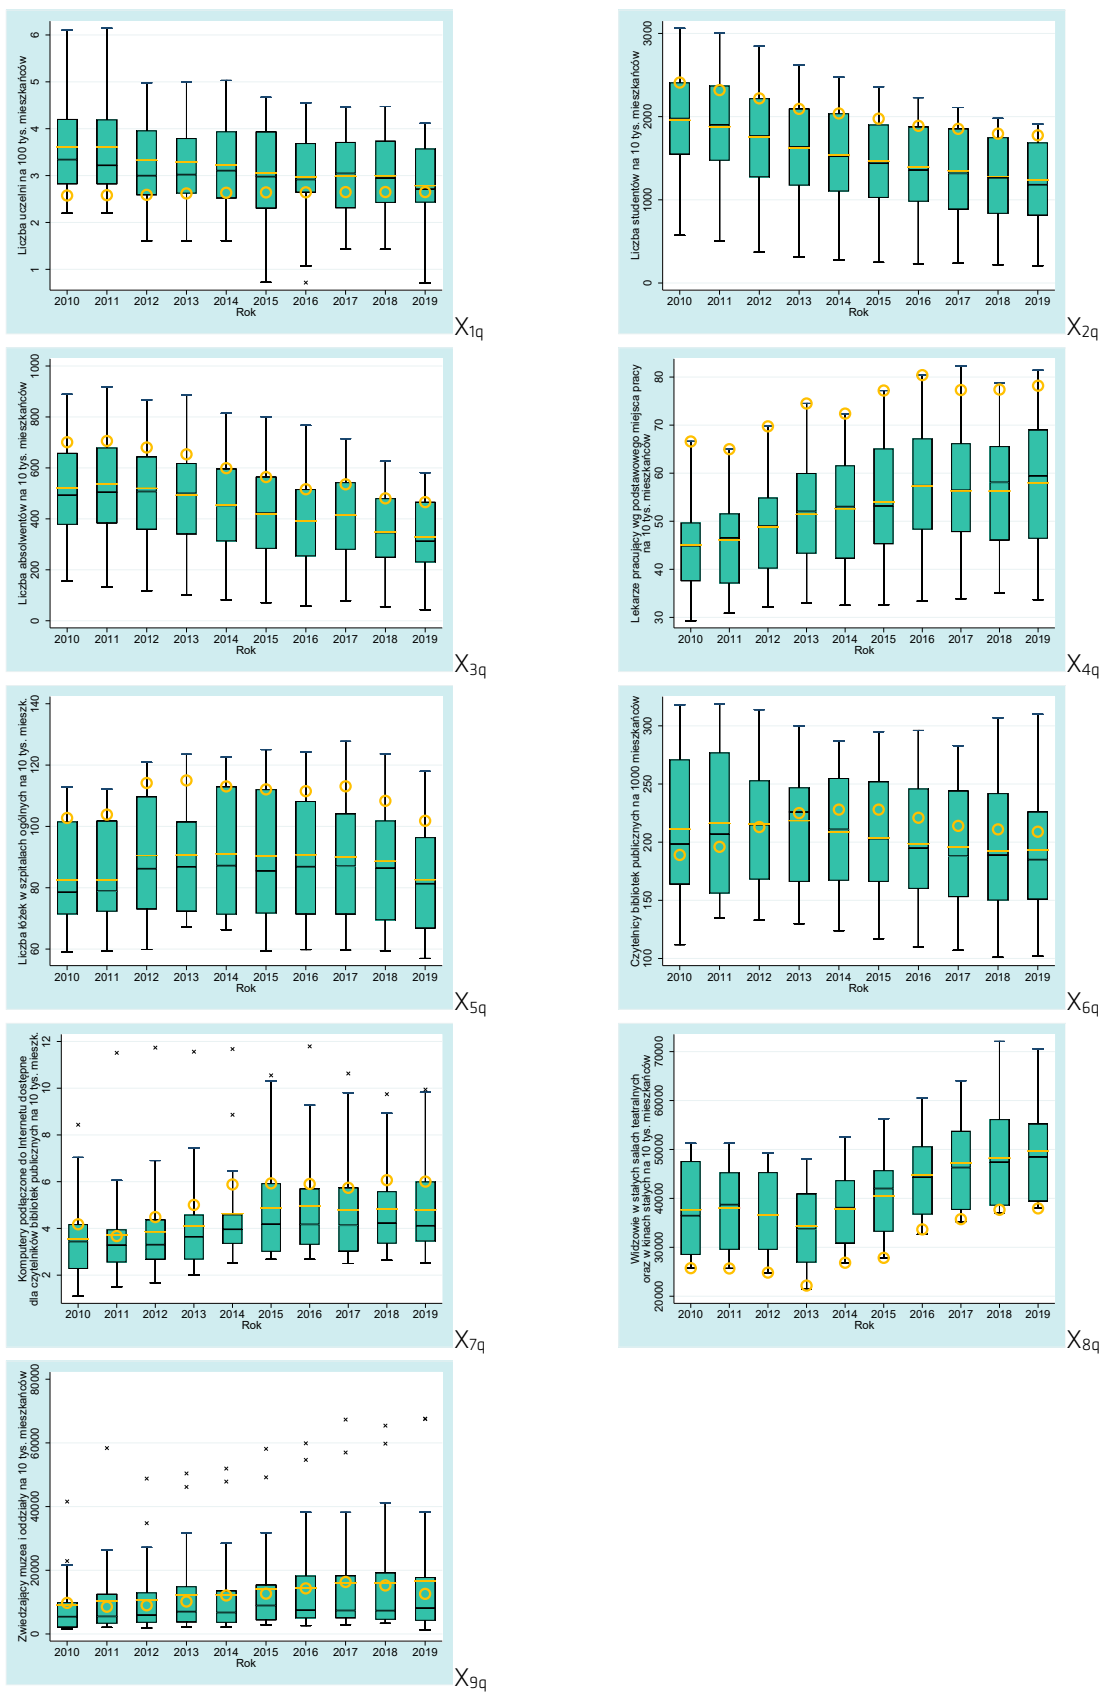 Liczba uczelni na 100 tys. mieszkańców
6
5
4
3
2
1
2010 2011 2012 2013 2014 2015 2016 2017 2018 2019
Rok
X1q
Liczba studentów na 10 tys. mieszkańców
3000
2000
1000
0
2010 2011 2012 2013 2014 2015 2016 2017 2018 2019
Rok
X2q
Liczba absolwentów na 10 tys. mieszkańców
1000
800
600
400
200
0
2010 2011 2012 2013 2014 2015 2016 2017 2018 2019
Rok
X3q
Lekarze pracujący wg podstawowego miejsca pracy
na 10 tys. mieszkańców
80
70
60
50
40
30
2010 2011 2012 2013 2014 2015 2016 2017 2018 2019
Rok
X4q
Liczba łóżek w szpitalach ogólnych na 10 tys. mieszk.
140
120
100
80
60
2010 2011 2012 2013 2014 2015 2016 2017 2018 2019
Rok
X5q
Czytelnicy bibliotek publicznych na 1000 mieszkańców
300
250
200
150
100
2010 2011 2012 2013 2014 2015 2016 2017 2018 2019
Rok
X6q
Komputery podłączone do Internetu dostępne
dla czytelników bibliotek publicznych na 10 tys. mieszk.
12
10
8
6
4
2
2010 2011 2012 2013 2014 2015 2016 2017 2018 2019
Rok
X7q
Widzowie w stałych salach teatralnych
oraz w kinach stałych na 10 tys. mieszkańców
70000
60000
50000
40000
30000
20000
2010 2011 2012 2013 2014 2015 2016 2017 2018 2019
Rok
X8q
Zwiedzający muzea i oddziały na 10 tys. mieszkańców
80000
60000
40000
20000
0
2010 2011 2012 2013 2014 2015 2016 2017 2018 2019
Rok
X9q